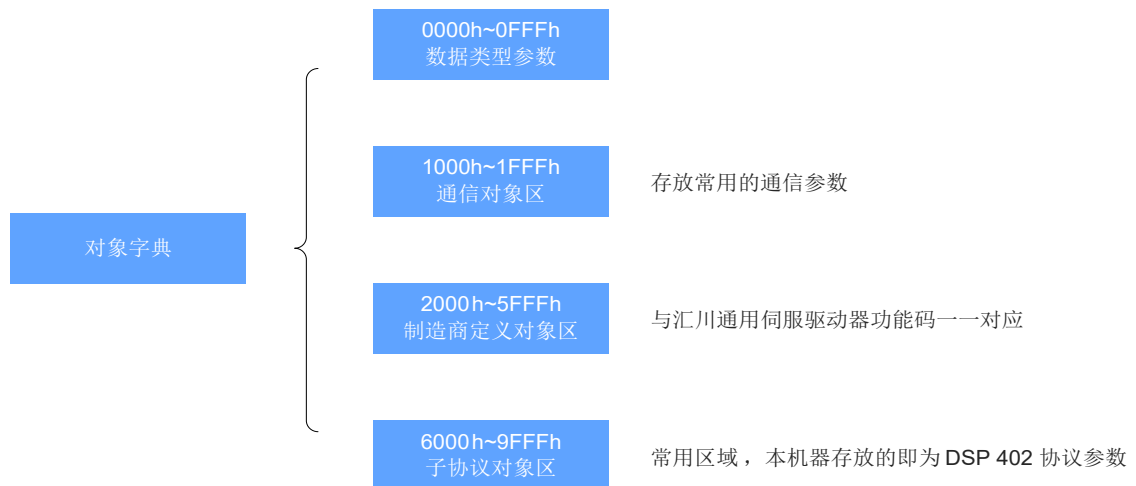 0000h~0FFFh
数据类型参数
1000h~1FFFh
通信对象区
存放常用的通信参数
对象字典
2000h~5FFFh
制造商定义对象区
与汇川通用伺服驱动器功能码一一对应
6000h~9FFFh
子协议对象区
常用区域，本机器存放的即为 DSP 402 协议参数